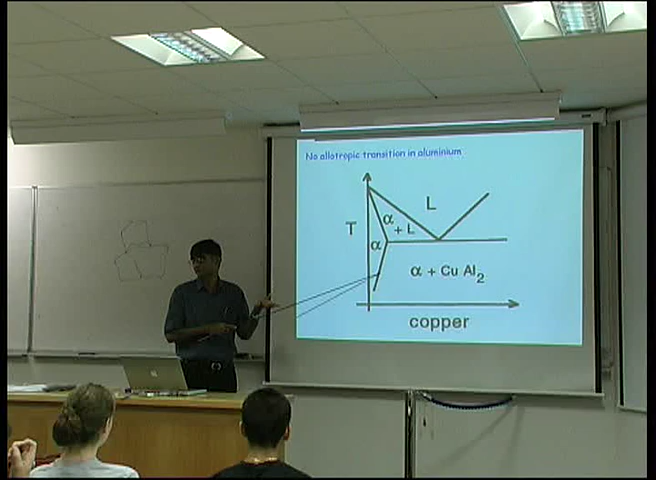 No allotropic transition in aluminium
L
α
+ L
T
α
α + Cu Al2
copper